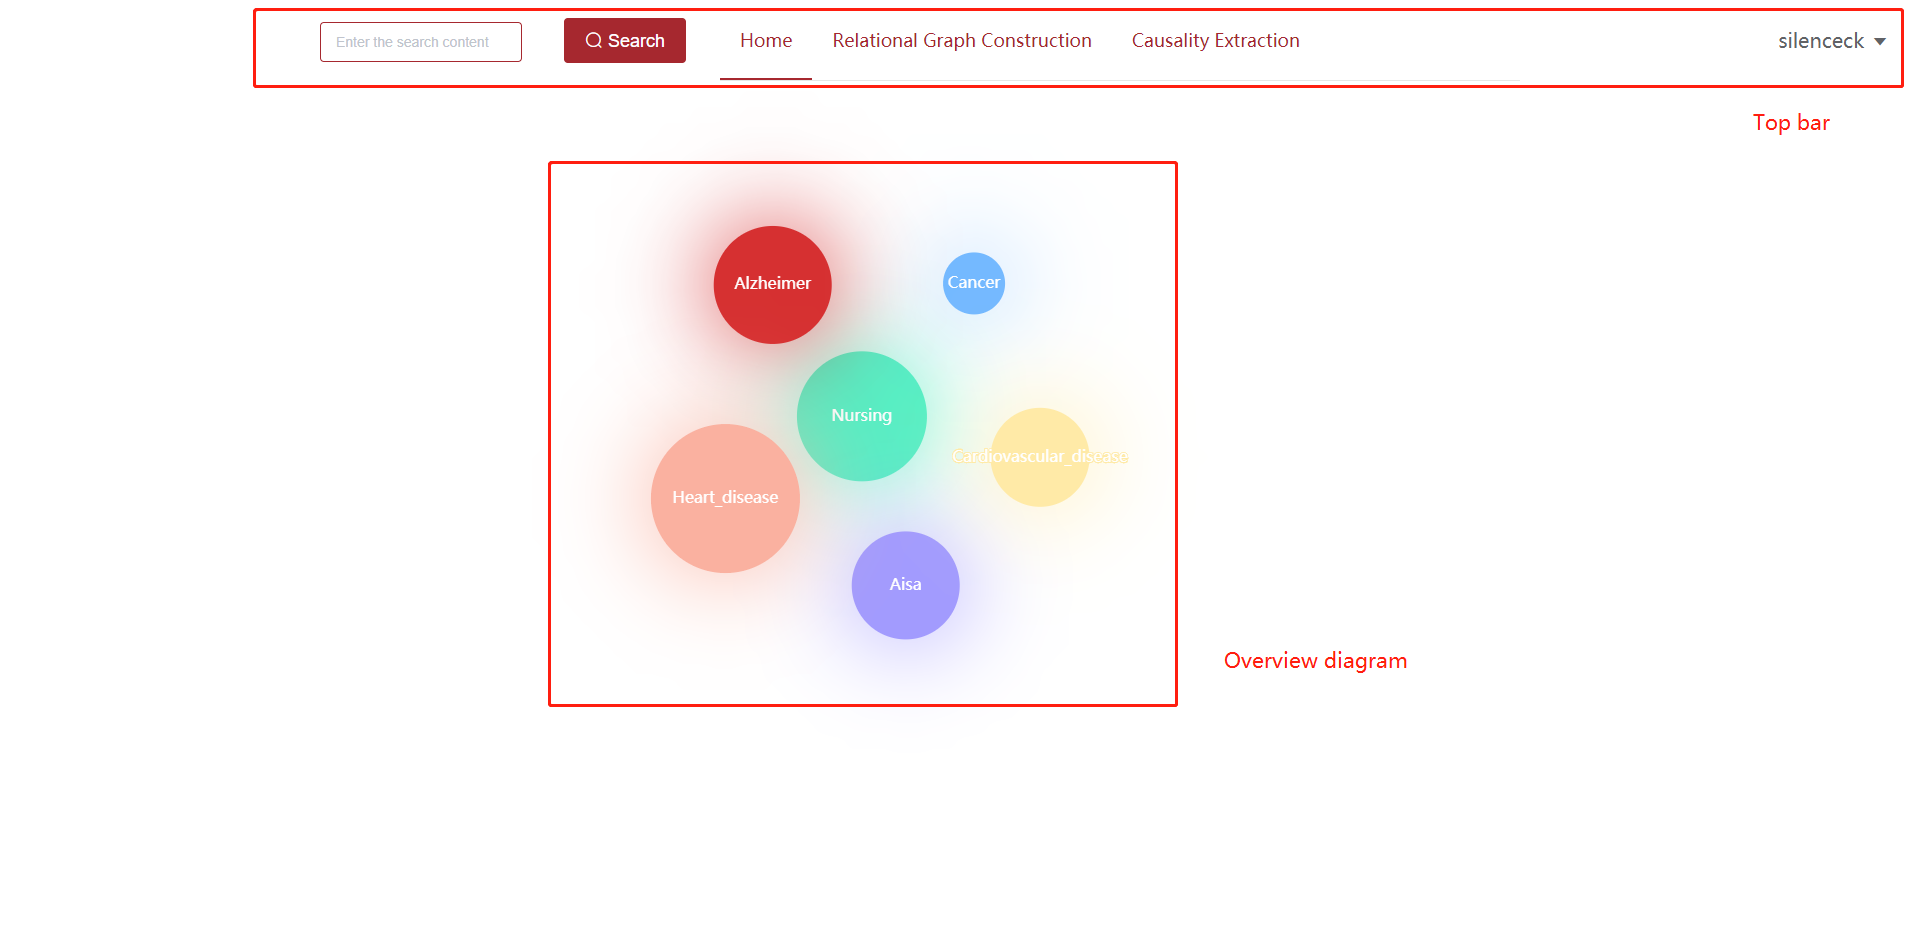 Enter the search content
Search
Home
Relational Graph Construction
Causality Extraction
silenceck
Top bar
Alzheimer
Cancer
Nursing
Cardiovascular_disease
Heart_disease
Aisa
Overview diagram